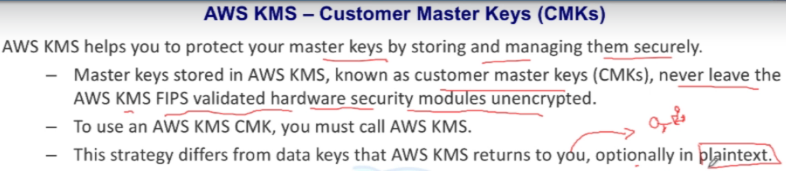 AWS KMS – Customer Master Keys (CMKs)
AWS KMS helps you to protect your master keys by storing and managing them securely.
– Master keys stored in AWS KMS, known as customer master keys (CMKs), never leave the
AWS KMS FIPS validated hardware security modules unencrypted.
– To use an AWS KMS CMK, you must call AWS KMS.
– This strategy differs from data keys that AWS KMS returns to you, optionally in plaintext.